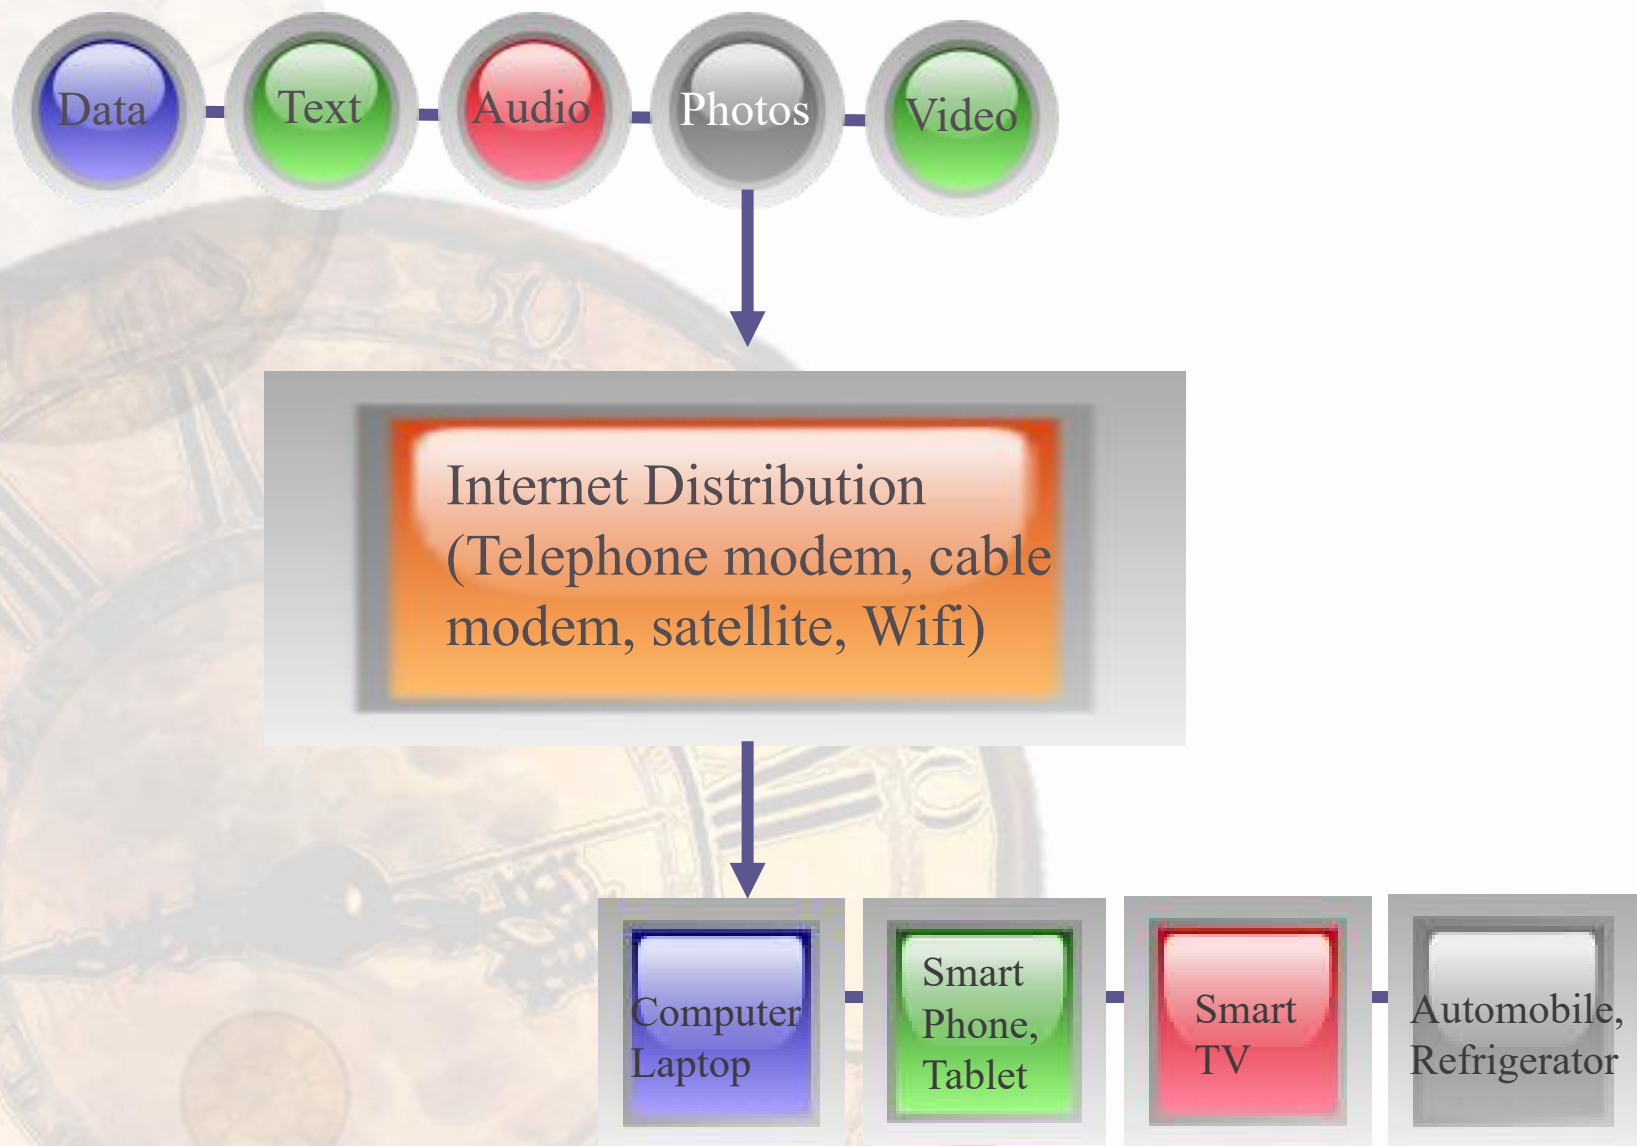 Data
Text
Audio
Photos
Video
Internet Distribution
(Telephone modem, cable
modem, satellite, Wifi)
Computer
Laptop
Smart
Phone,
Tablet
Smart
TV
Automobile,
Refrigerator